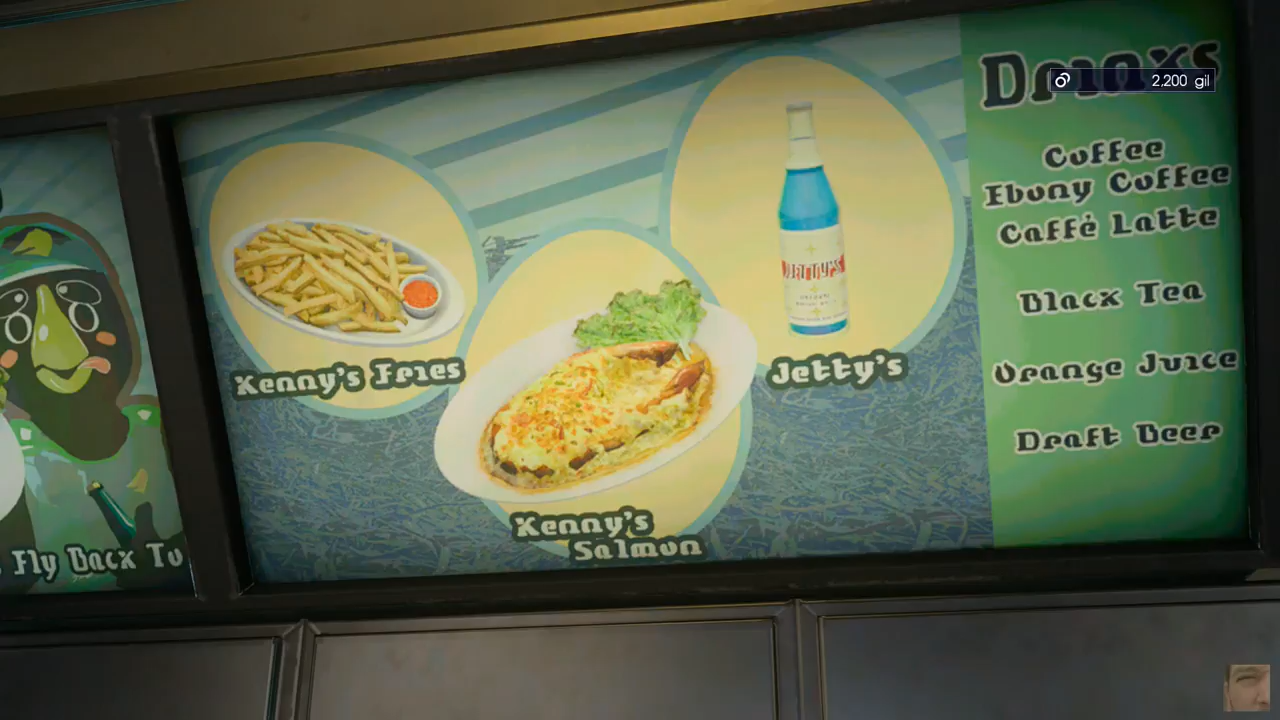 Drinks
2,200 gil
Coffee
Ebony Coffee
Caffè Latte
Black Tea
Orange Juice
Draft Beer
Kenny's Fries
Jetty's
JETTY'S
Kenny's
Salmon
Fly Back To